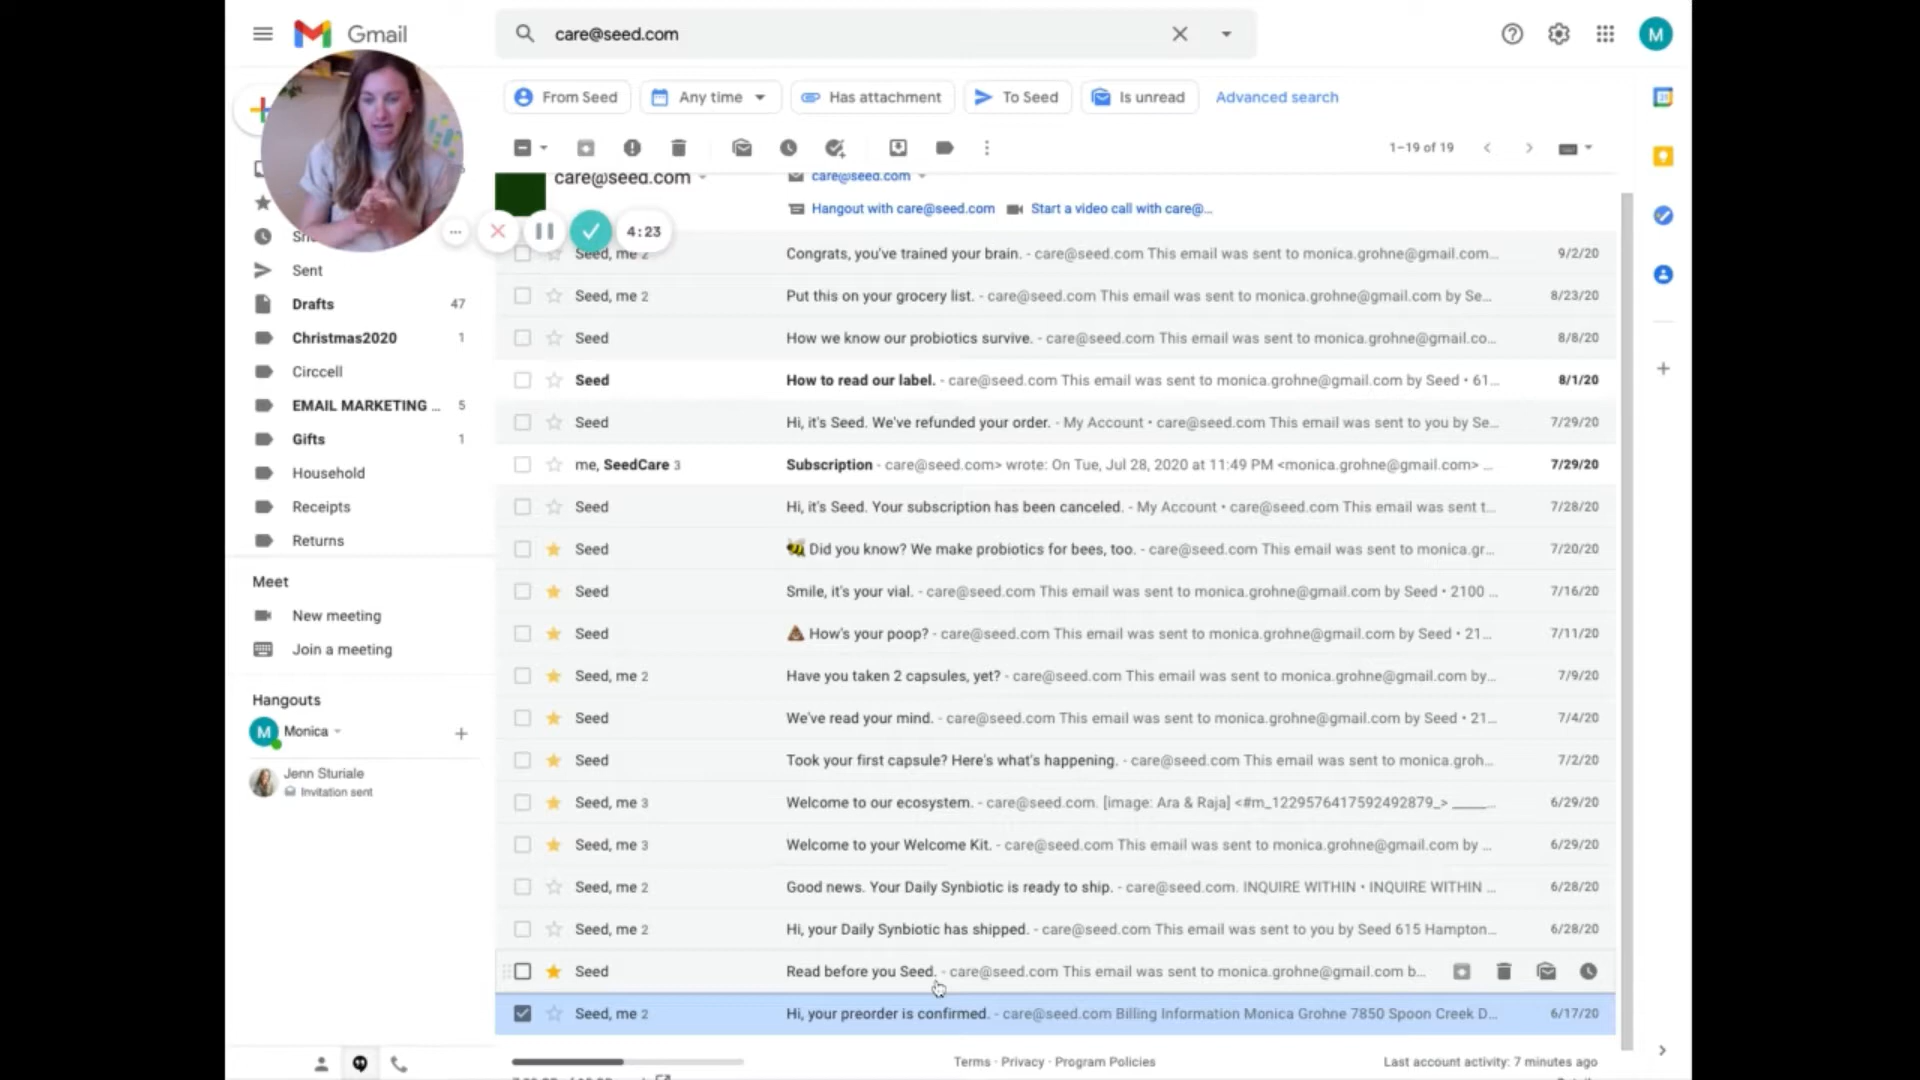 Gmail
care@seed.com
M
From Seed
Any time
Has attachment
To Seed
Is unread
Advanced search
1–19 of 19
care@seed.com
care@seed.com
Hangout with care@seed.com
Start a video call with care@...
4:23
Seed, me 2 Congrats, you've trained your brain. - care@seed.com This email was sent to monica.grohne@gmail.com... 9/2/20
Seed, me 2 Put this on your grocery list. - care@seed.com This email was sent to monica.grohne@gmail.com by Se... 8/23/20
Seed How we know our probiotics survive. - care@seed.com This email was sent to monica.grohne@gmail.co... 8/8/20
Seed How to read our label. - care@seed.com This email was sent to monica.grohne@gmail.com by Seed • 61... 8/1/20
Seed Hi, it's Seed. We've refunded your order. - My Account • care@seed.com This email was sent to you by Se... 7/29/20
me, SeedCare 3 Subscription - care@seed.com> wrote: On Tue, Jul 28, 2020 at 11:49 PM <monica.grohne@gmail.com> ... 7/29/20
Seed Hi, it's Seed. Your subscription has been canceled. - My Account • care@seed.com This email was sent t... 7/28/20
Seed 🐝 Did you know? We make probiotics for bees, too. - care@seed.com This email was sent to monica.gr... 7/20/20
Seed Smile, it's your vial. - care@seed.com This email was sent to monica.grohne@gmail.com by Seed • 2100 ... 7/16/20
Seed 💩 How's your poop? - care@seed.com This email was sent to monica.grohne@gmail.com by Seed • 21... 7/11/20
Seed, me 2 Have you taken 2 capsules, yet? - care@seed.com This email was sent to monica.grohne@gmail.com by... 7/9/20
Seed We've read your mind. - care@seed.com This email was sent to monica.grohne@gmail.com by Seed • 21... 7/4/20
Seed Took your first capsule? Here's what's happening. - care@seed.com This email was sent to monica.groh... 7/2/20
Seed, me 3 Welcome to our ecosystem. - care@seed.com. [image: Ara & Raja] <#m_1229576417592492879_> _____... 6/29/20
Seed, me 3 Welcome to your Welcome Kit. - care@seed.com This email was sent to monica.grohne@gmail.com by ... 6/29/20
Seed, me 2 Good news. Your Daily Synbiotic is ready to ship. - care@seed.com. INQUIRE WITHIN • INQUIRE WITHIN ... 6/28/20
Seed, me 2 Hi, your Daily Synbiotic has shipped. - care@seed.com This email was sent to you by Seed 615 Hampton... 6/28/20
Seed Read before you Seed. - care@seed.com This email was sent to monica.grohne@gmail.com b...
Seed, me 2 Hi, your preorder is confirmed. - care@seed.com Billing Information Monica Grohne 7850 Spoon Creek D... 6/17/20
Sent
Drafts 47
Christmas2020 1
Circcell
EMAIL MARKETING ... 5
Gifts 1
Household
Receipts
Returns
Meet
New meeting
Join a meeting
Hangouts
M Monica
Jenn Sturiale
Invitation sent
Terms · Privacy · Program Policies
Last account activity: 7 minutes ago